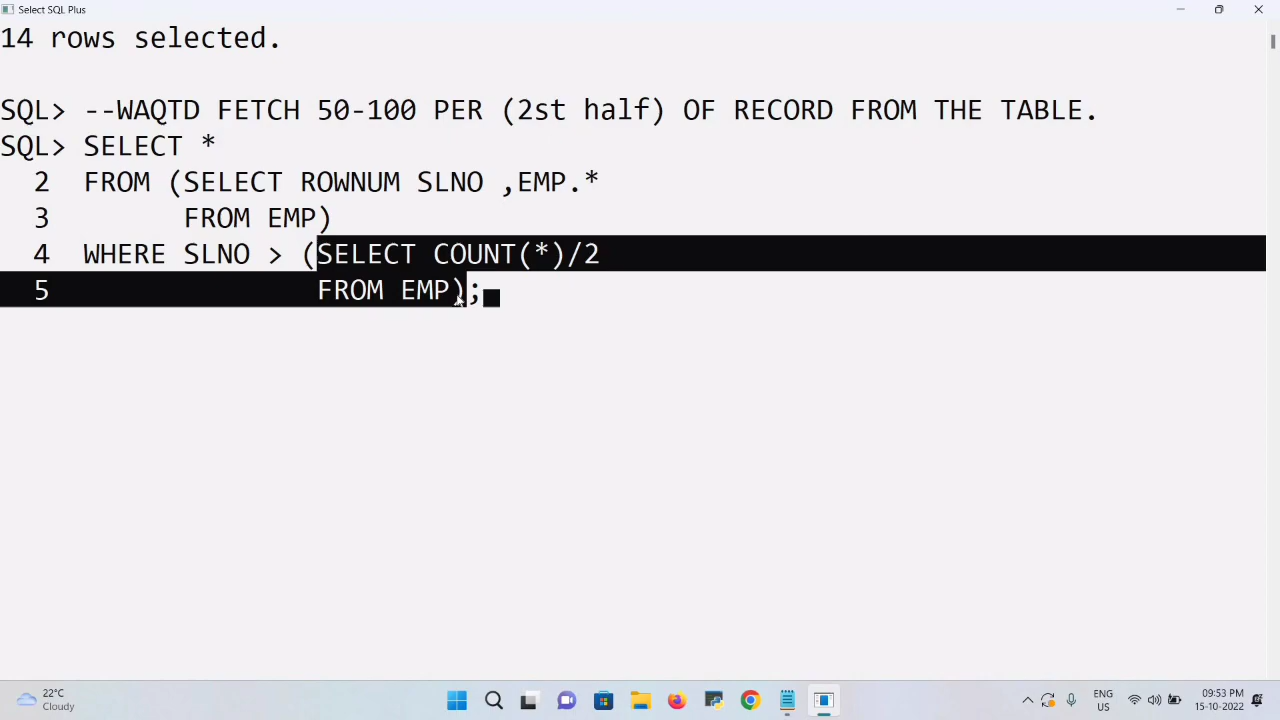 Select SQL Plus
14 rows selected.
SQL> --WAQTD FETCH 50-100 PER (2st half) OF RECORD FROM THE TABLE.
SQL> SELECT *
2 FROM (SELECT ROWNUM SLNO ,EMP.*
3 FROM EMP)
4 WHERE SLNO > (SELECT COUNT(*)/2
5 FROM EMP);
22°C
Cloudy
ENG
US
09:33 PM
15-10-2022